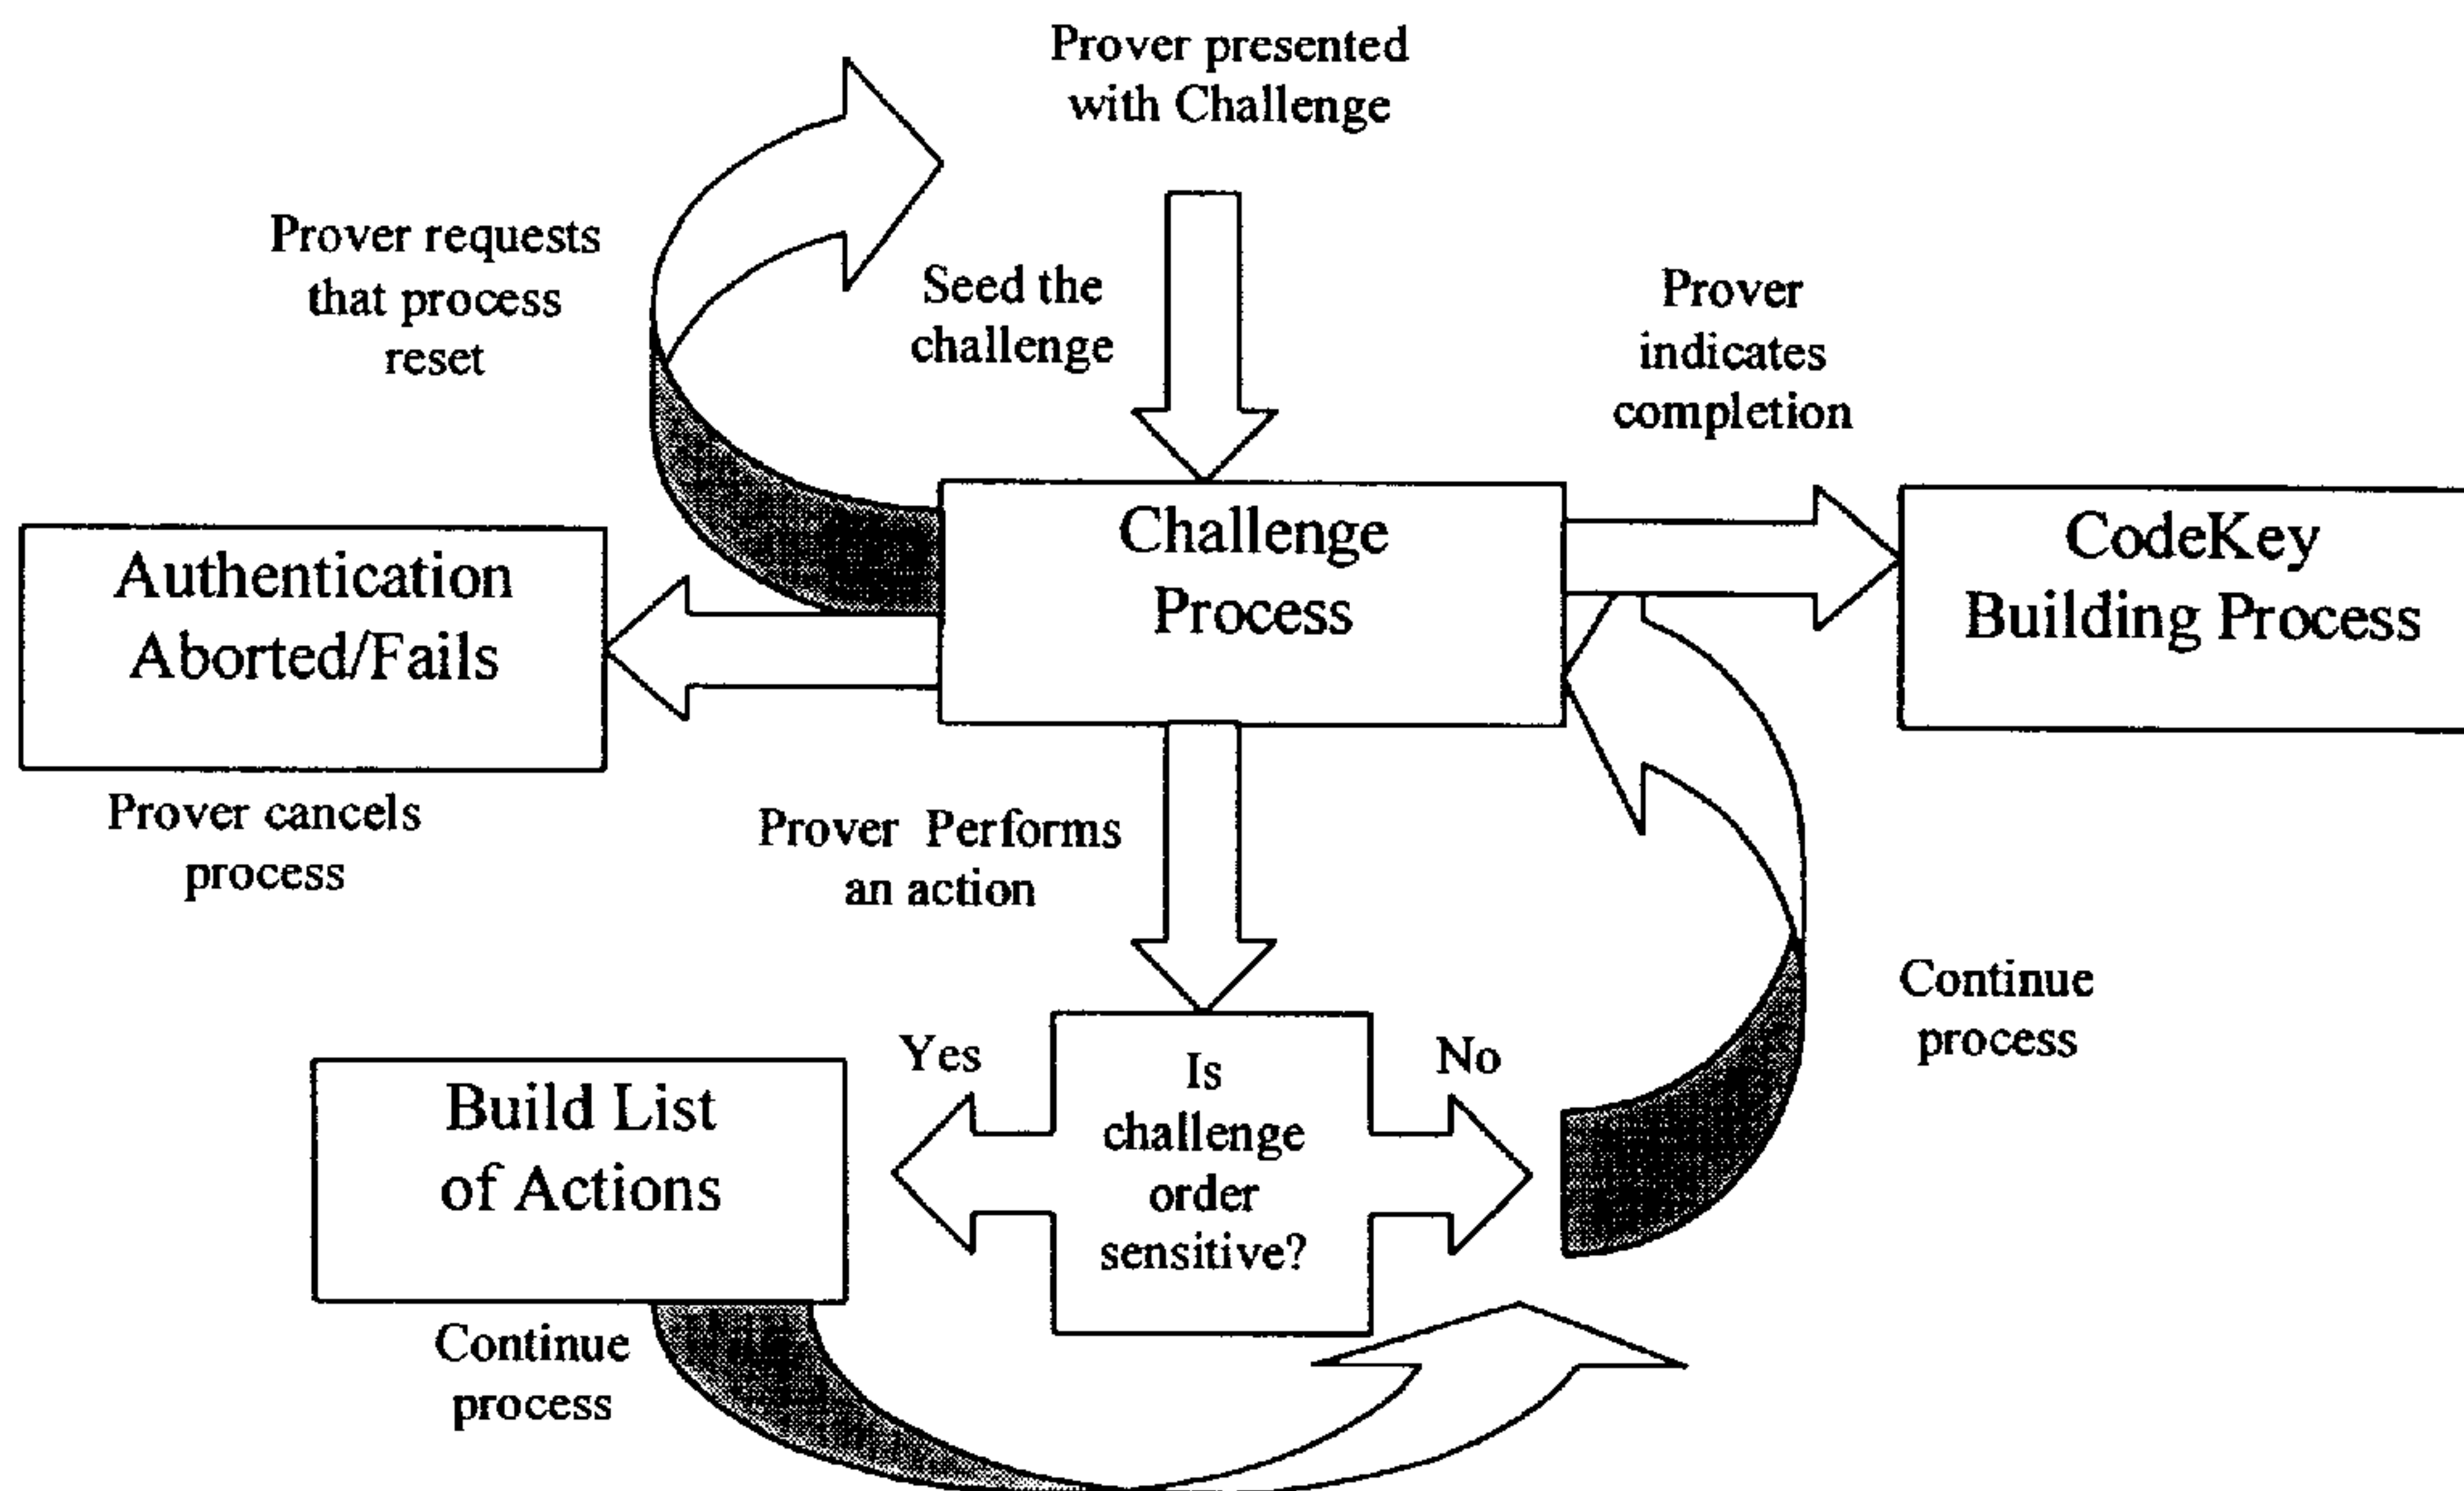 Prover presented
with Challenge
Prover requests
that process
reset
Seed the
challenge
Prover
indicates
completion
Challenge
Process
CodeKey
Building Process
Authentication
Aborted/Fails
Prover cancels
process
Prover Performs
an action
Continue
process
Yes
No
Is
challenge
order
sensitive?
Build List
of Actions
Continue
process